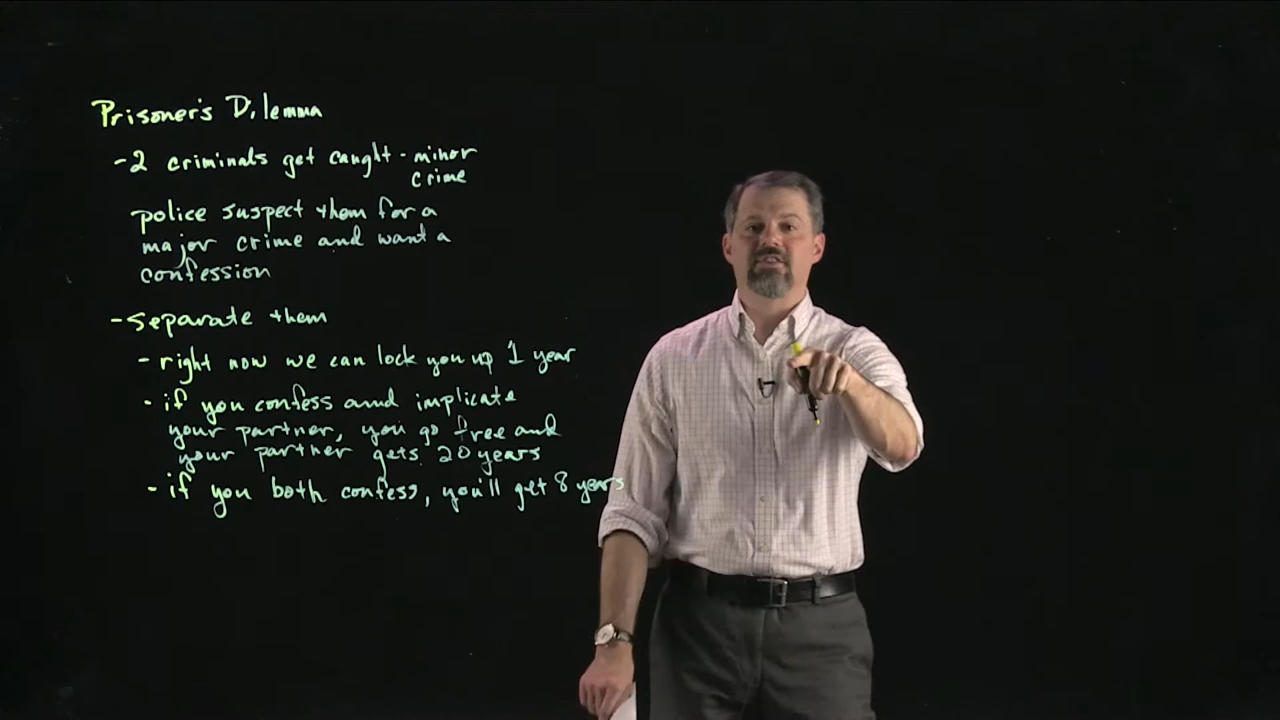 Prisoner's Dilemma
-2 criminals get caught - minor
crime
police suspect them for a
major crime and want a
confession
-separate them
- right now we can lock you up 1 year
- if you confess and implicate
your partner, you go free and
your partner gets 20 years
- if you both confess, you'll get 8 years